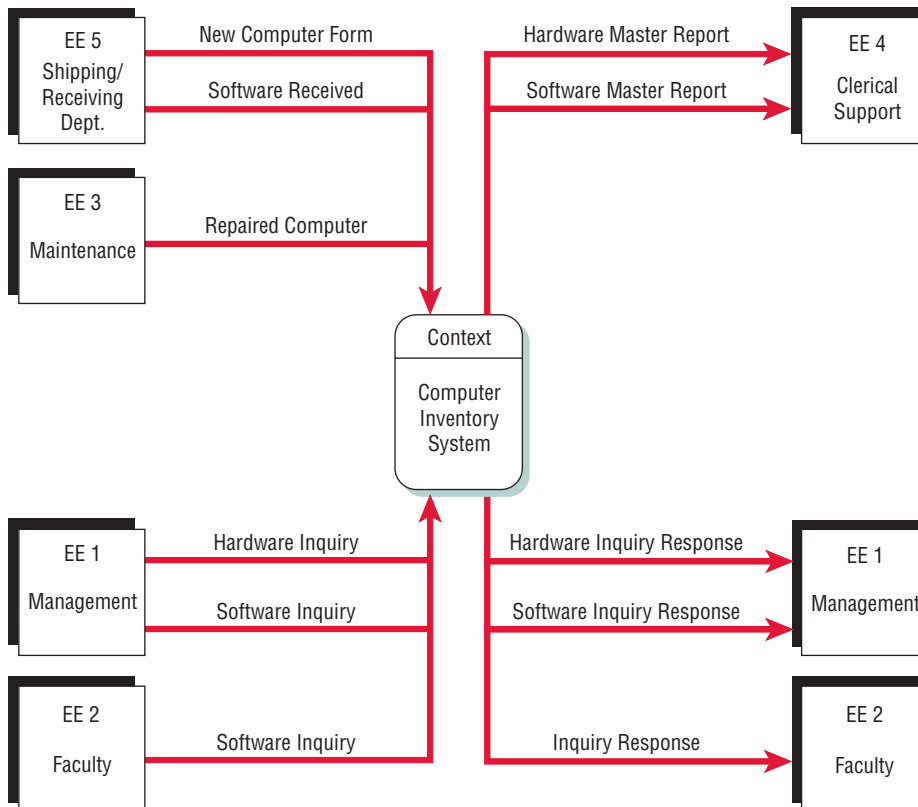 EE 5
Shipping/
Receiving
Dept.
New Computer Form
Software Received
Hardware Master Report
Software Master Report
EE 4
Clerical
Support
EE 3
Maintenance
Repaired Computer
Context
Computer
Inventory
System
EE 1
Management
Hardware Inquiry
Software Inquiry
Hardware Inquiry Response
Software Inquiry Response
EE 1
Management
EE 2
Faculty
Software Inquiry
Inquiry Response
EE 2
Faculty